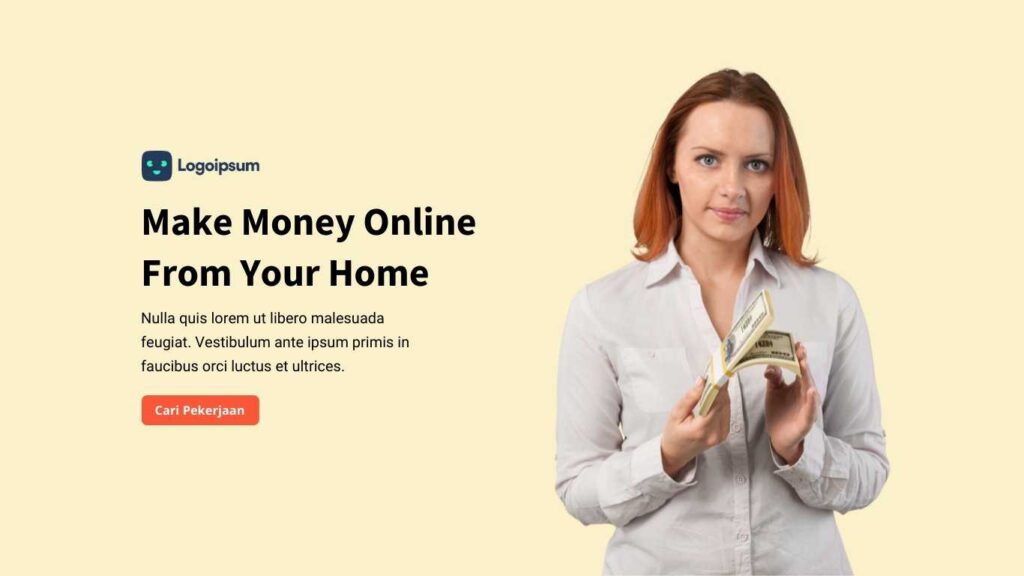 Logoipsum
Make Money Online
From Your Home
Nulla quis lorem ut libero malesuada
feugiat. Vestibulum ante ipsum primis in
faucibus orci luctus et ultrices.
Cari Pekerjaan